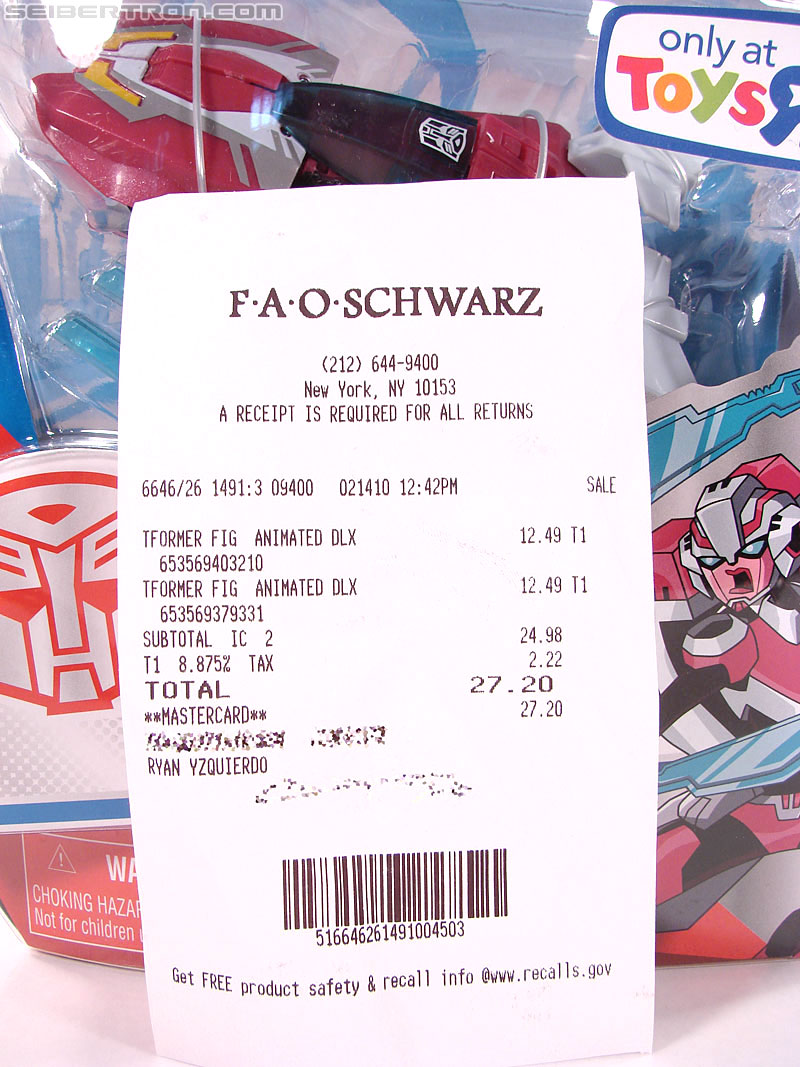 SEIBERTRON.COM
only at
TOYS Я
F·A·O·SCHWARZ
(212) 644-9400
New York, NY 10153
A RECEIPT IS REQUIRED FOR ALL RETURNS
6646/26 1491:3 09400 021410 12:42PM SALE
TFORMER FIG ANIMATED DLX 12.49 T1
653569403210
TFORMER FIG ANIMATED DLX 12.49 T1
653569379331
SUBTOTAL IC 2 24.98
T1 8.875% TAX 2.22
TOTAL 27.20
**MASTERCARD** 27.20
RYAN YZQUIERDO
516646261491004503
Get FREE product safety & recall info @www.recalls.gov
WA
CHOKING HAZAR
Not for children